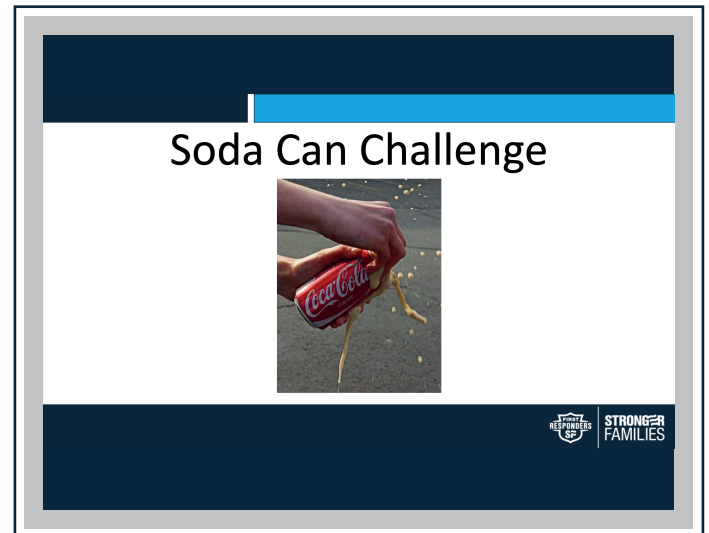 Soda Can Challenge
Coca-Cola
FIRST
RESPONDERS
SF
STRONGER
FAMILIES